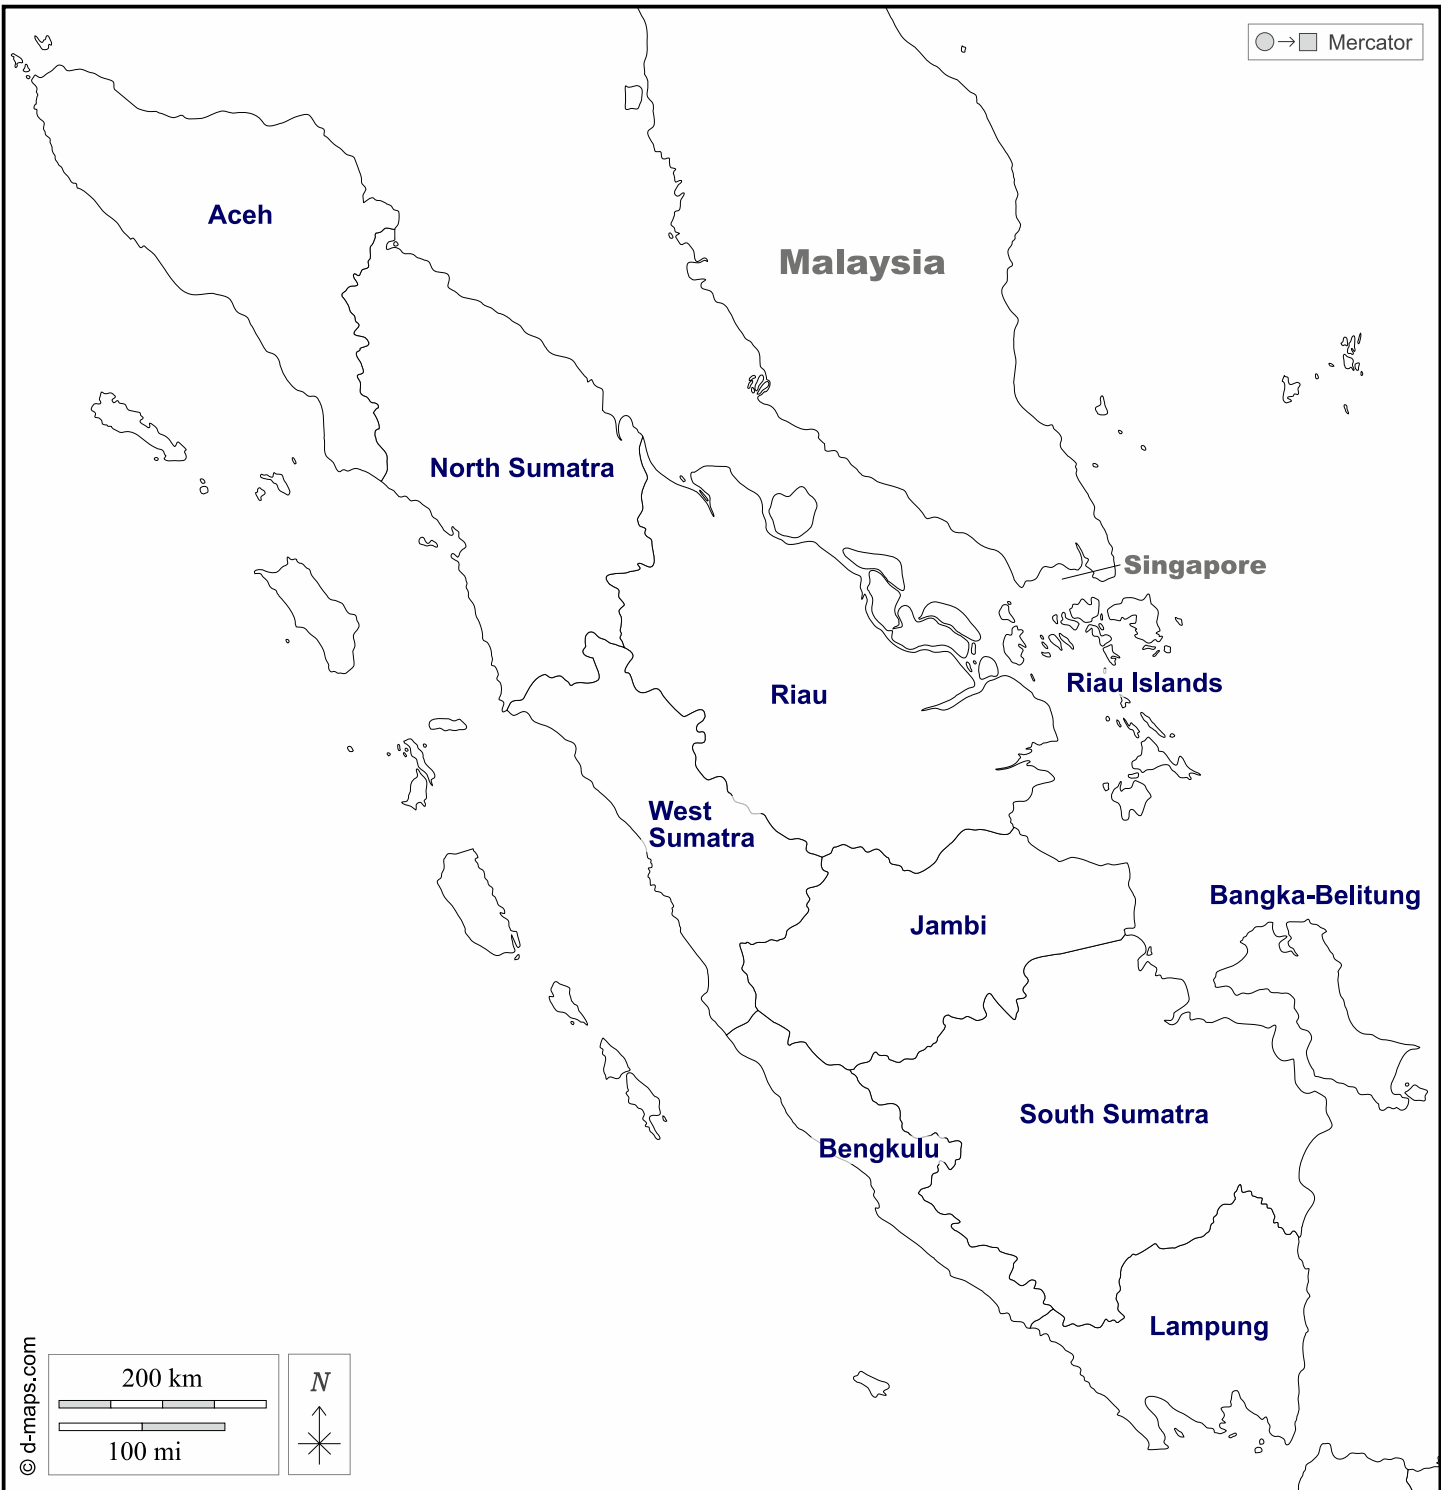 Mercator
Aceh
Malaysia
North Sumatra
Singapore
Riau Islands
Riau
West
Sumatra
Bangka-Belitung
Jambi
South Sumatra
Bengkulu
Lampung
200 km
100 mi
N
© d-maps.com